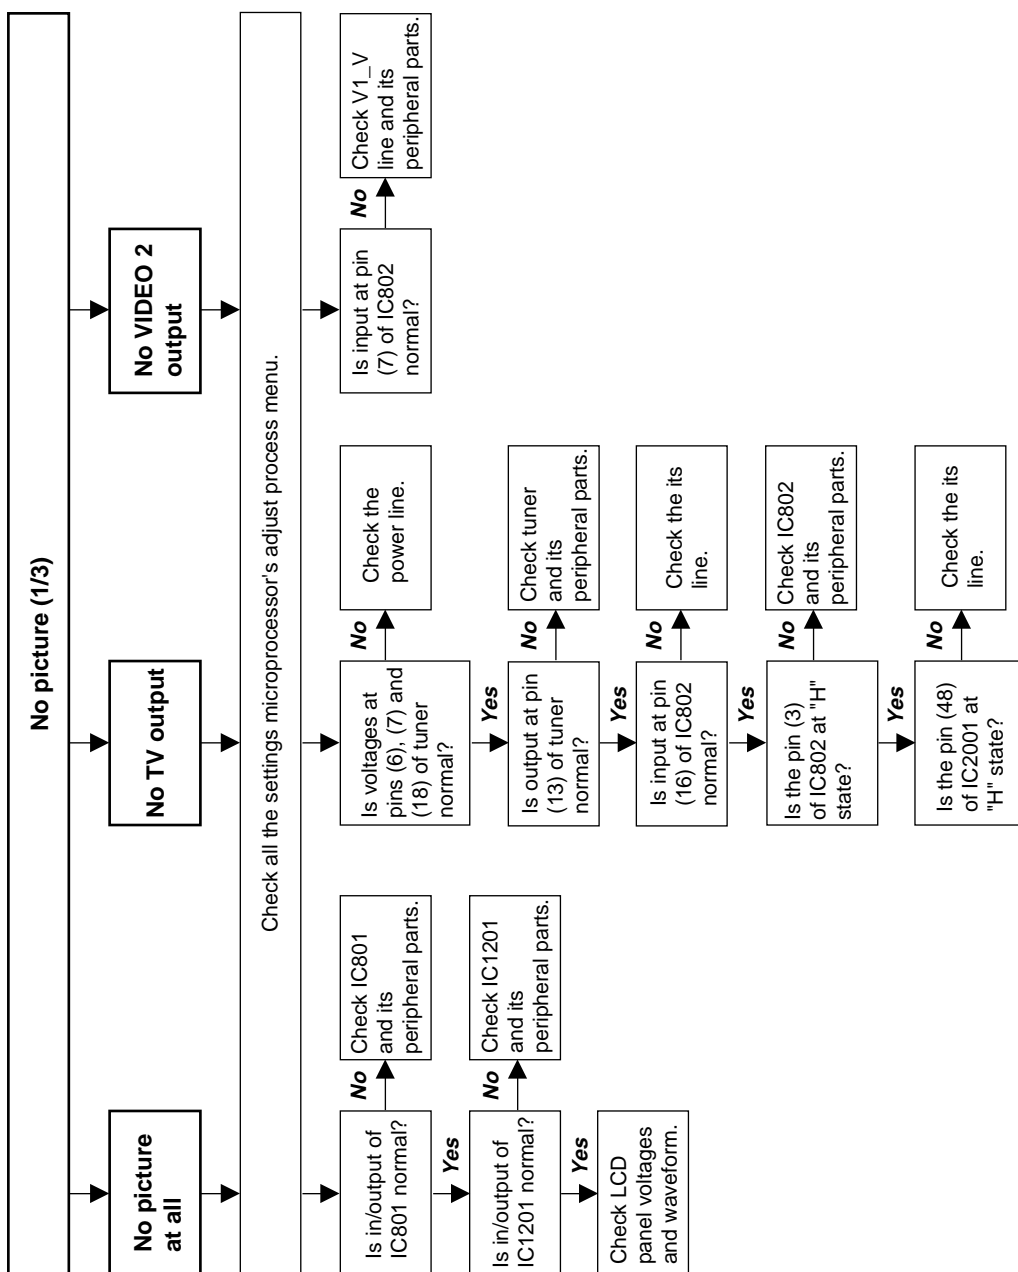 No picture (1/3)
No picture
at all
No TV output
No VIDEO 2
output
Check all the settings microprossor's adjust process menu.
Is in/output of
IC801 normal?
No
Check IC801
and its
peripheral parts.
Yes
Is in/output of
IC1201 normal?
No
Check IC1201
and its
peripheral parts.
Yes
Check LCD
panel voltages
and waveform.
Is voltages at
pins (6), (7) and
(18) of tuner
normal?
No
Check the
power line.
Yes
Is output at pin
(13) of tuner
normal?
No
Check tuner
and its
peripheral parts.
Yes
Is input at pin
(16) of IC802
normal?
No
Check the its
line.
Yes
Is the pin (3)
of IC802 at "H"
state?
No
Check IC802
and its
peripheral parts.
Yes
Is the pin (48)
of IC2001 at
"H" state?
No
Check the its
line.
Is input at pin
(7) of IC802
normal?
No
Check V1_V
line and its
peripheral parts.